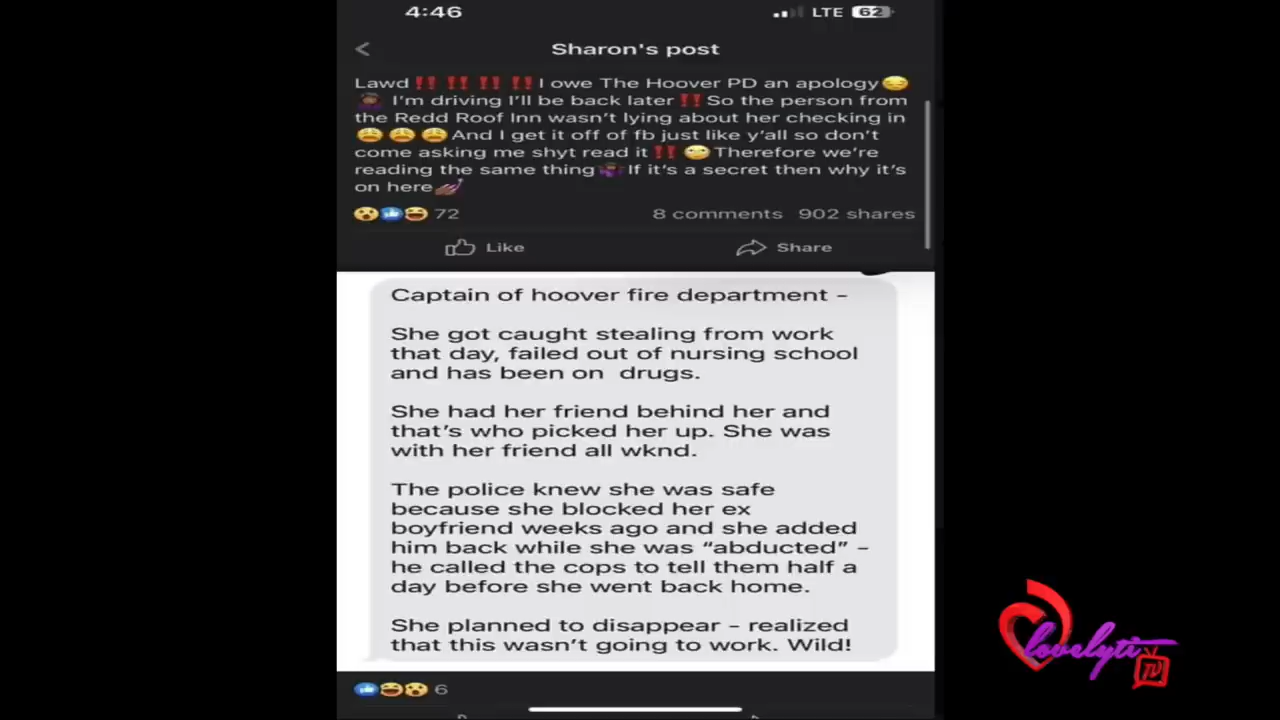 4:46
LTE 62
Sharon's post
Lawd‼️‼️‼️‼️I owe The Hoover PD an apology😔
🤦🏾‍♀️ I'm driving I'll be back later‼️So the person from
the Redd Roof Inn wasn't lying about her checking in
😩😩😩And I get it off of fb just like y'all so don't
come asking me shyt read it‼️🙄Therefore we're
reading the same thing🤷🏾‍♀️If it's a secret then why it's
on here💅🏾
72
8 comments 902 shares
Like Share
Captain of hoover fire department -
She got caught stealing from work
that day, failed out of nursing school
and has been on drugs.
She had her friend behind her and
that's who picked her up. She was
with her friend all wknd.
The police knew she was safe
because she blocked her ex
boyfriend weeks ago and she added
him back while she was “abducted” -
he called the cops to tell them half a
day before she went back home.
She planned to disappear - realized
that this wasn't going to work. Wild!
6
lovelyti
TV